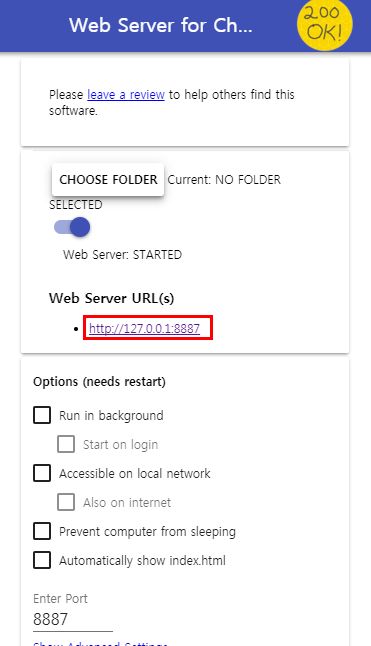 Web Server for Ch...
200
OK!
Please leave a review to help others find this
software.
CHOOSE FOLDER Current: NO FOLDER
SELECTED
Web Server: STARTED
Web Server URL(s)
http://127.0.0.1:8887
Options (needs restart)
Run in background
Start on login
Accessible on local network
Also on internet
Prevent computer from sleeping
Automatically show index.html
Enter Port
8887
Show Advanced Settings